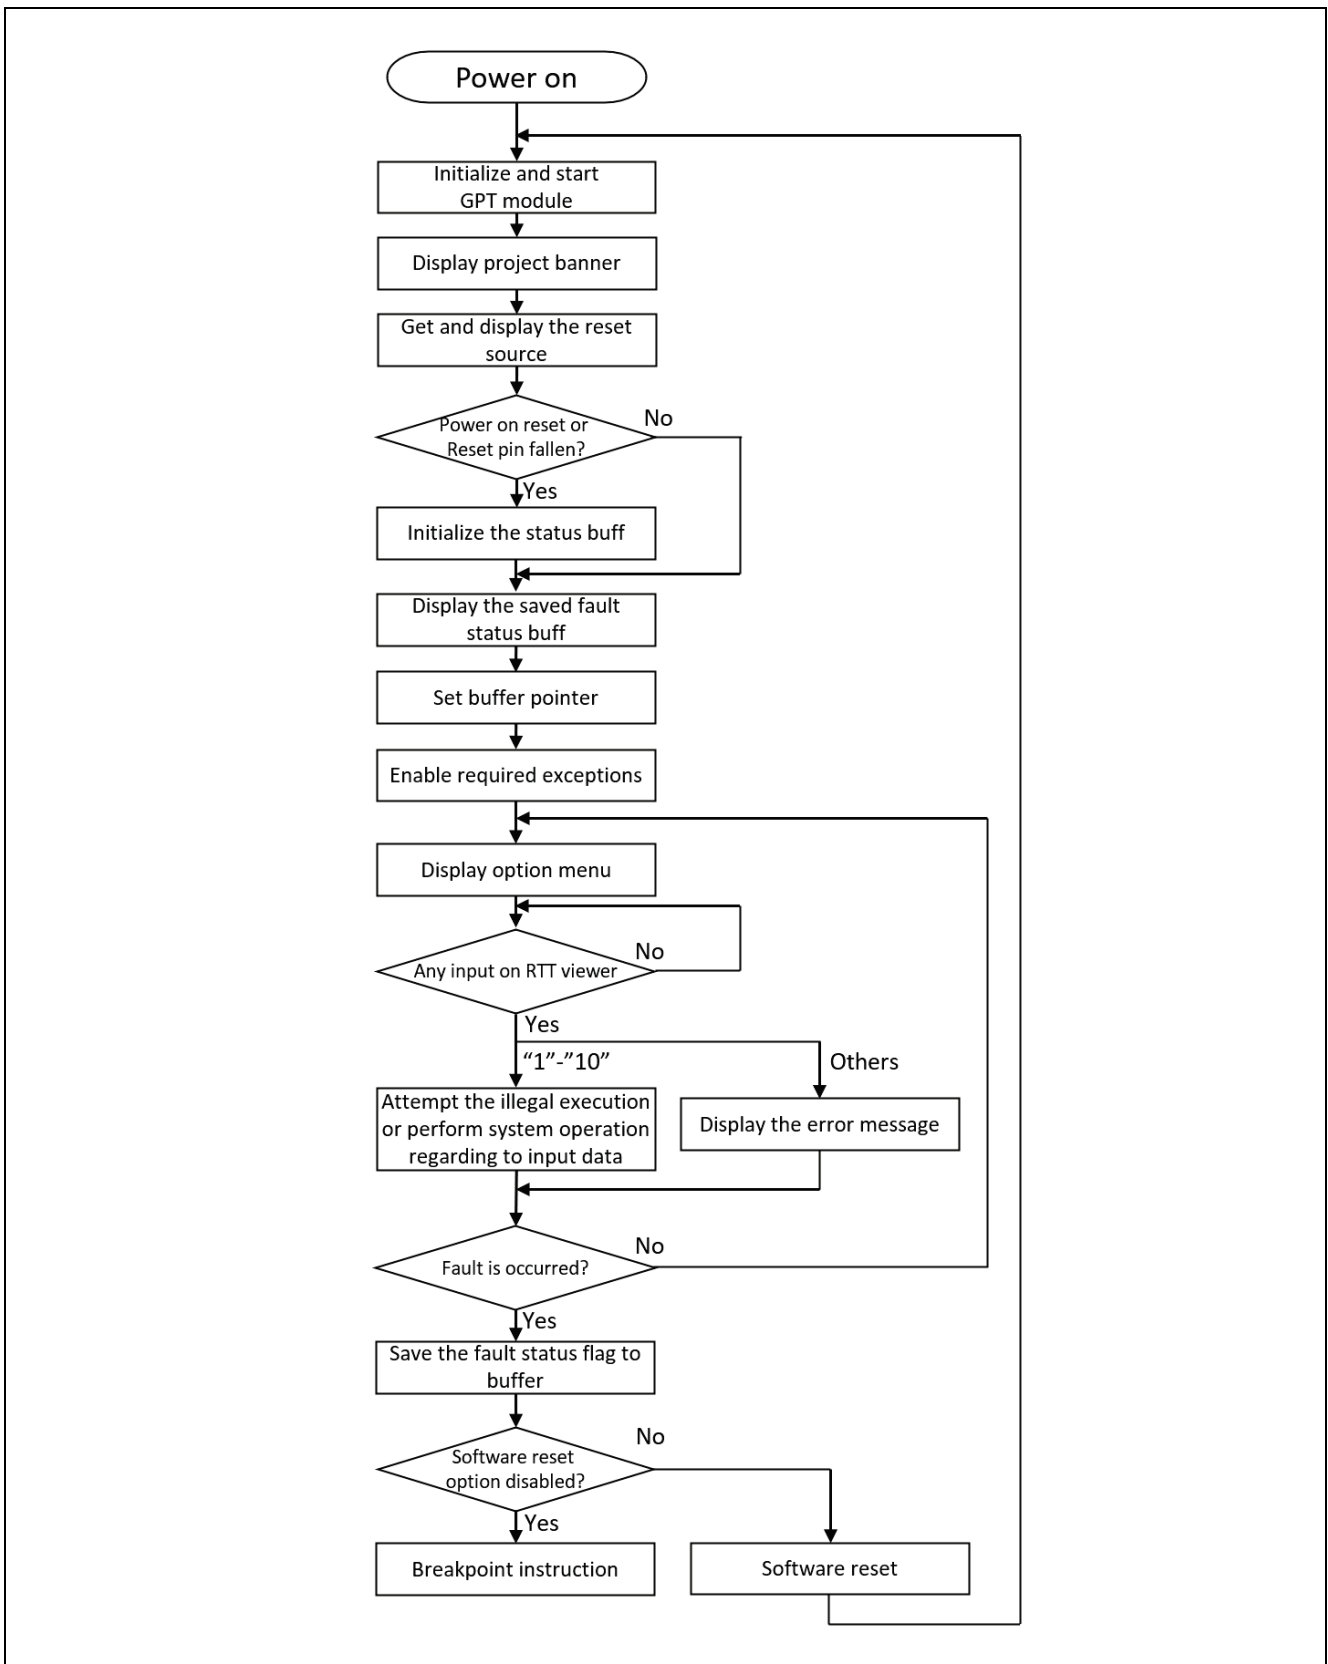 Power on
Initialize and start
GPT module
Display project banner
Get and display the reset
source
Power on reset or
Reset pin fallen?
No
Yes
Initialize the status buff
Display the saved fault
status buff
Set buffer pointer
Enable required exceptions
Display option menu
Any input on RTT viewer
No
Yes
“1”-”10”
Others
Attempt the illegal execution
or perform system operation
regarding to input data
Display the error message
Fault is occurred?
No
Yes
Save the fault status flag to
buffer
Software reset
option disabled?
No
Yes
Breakpoint instruction
Software reset